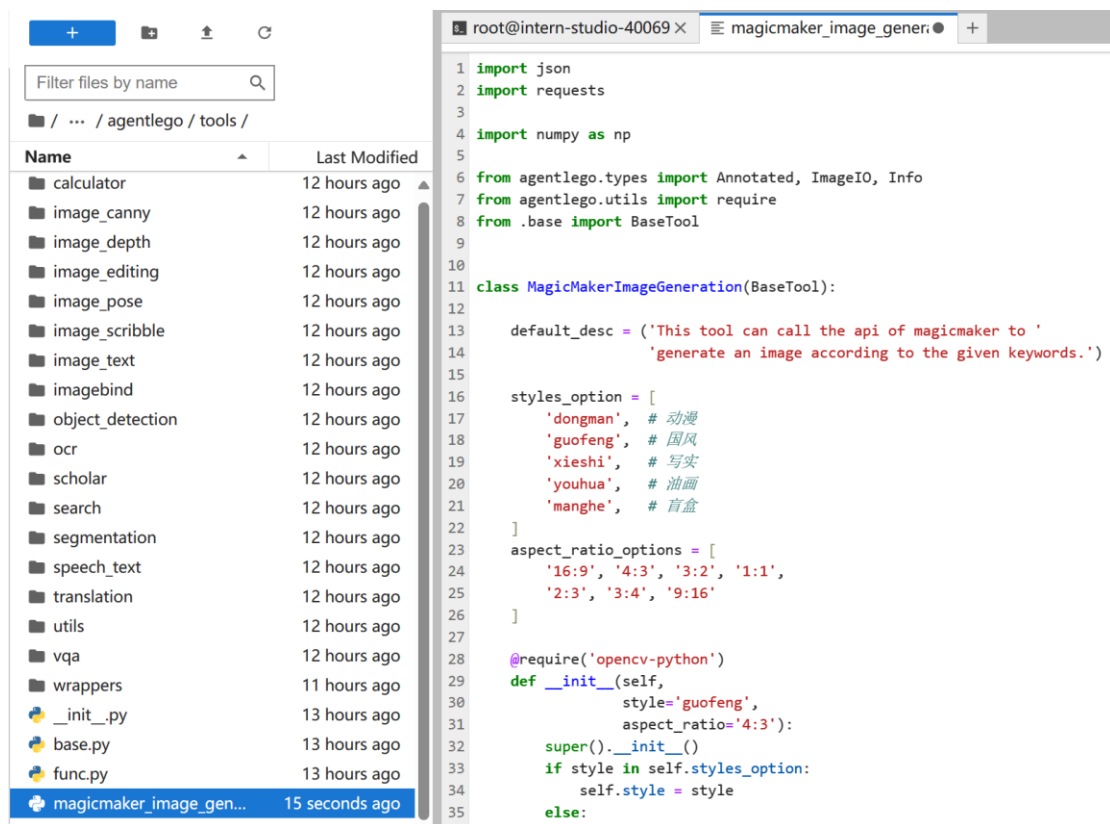 +
Filter files by name
/ ··· / agentlego / tools /
Name Last Modified
calculator 12 hours ago
image_canny 12 hours ago
image_depth 12 hours ago
image_editing 12 hours ago
image_pose 12 hours ago
image_scribble 12 hours ago
image_text 12 hours ago
imagebind 12 hours ago
object_detection 12 hours ago
ocr 12 hours ago
scholar 12 hours ago
search 12 hours ago
segmentation 12 hours ago
speech_text 12 hours ago
translation 12 hours ago
utils 12 hours ago
vqa 12 hours ago
wrappers 11 hours ago
__init__.py 13 hours ago
base.py 13 hours ago
func.py 13 hours ago
magicmaker_image_gen... 15 seconds ago
root@intern-studio-40069 × magicmaker_image_genera +
1 import json
2 import requests
3
4 import numpy as np
5
6 from agentlego.types import Annotated, ImageIO, Info
7 from agentlego.utils import require
8 from .base import BaseTool
9
10
11 class MagicMakerImageGeneration(BaseTool):
12
13     default_desc = ('This tool can call the api of magicmaker to '
14                     'generate an image according to the given keywords.')
15
16     styles_option = [
17         'dongman',  # 动漫
18         'guofeng',  # 国风
19         'xieshi',   # 写实
20         'youhua',   # 油画
21         'manghe',   # 盲盒
22     ]
23     aspect_ratio_options = [
24         '16:9', '4:3', '3:2', '1:1',
25         '2:3', '3:4', '9:16'
26     ]
27
28     @require('opencv-python')
29     def __init__(self,
30                  style='guofeng',
31                  aspect_ratio='4:3'):
32         super().__init__()
33         if style in self.styles_option:
34             self.style = style
35         else: